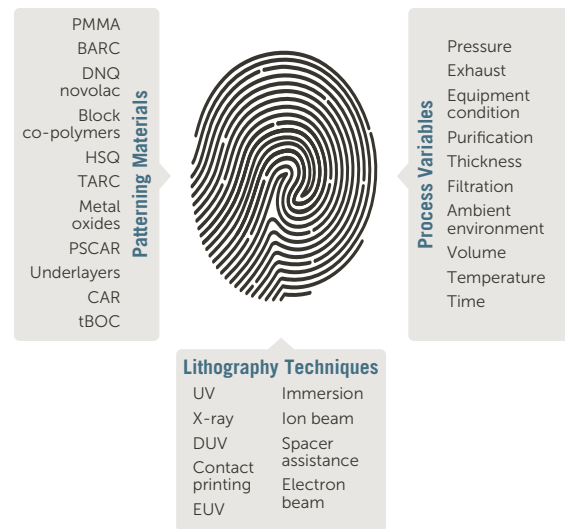 PMMA
BARC
DNQ
novolac
Block
co-polymers
HSQ
TARC
Metal
oxides
PSCAR
Underlayers
CAR
tBOC
Patterning Materials
Process Variables
Pressure
Exhaust
Equipment
condition
Purification
Thickness
Filtration
Ambient
environment
Volume
Temperature
Time
Lithography Techniques
UV
X-ray
DUV
Contact
printing
EUV
Immersion
Ion beam
Spacer
assistance
Electron
beam